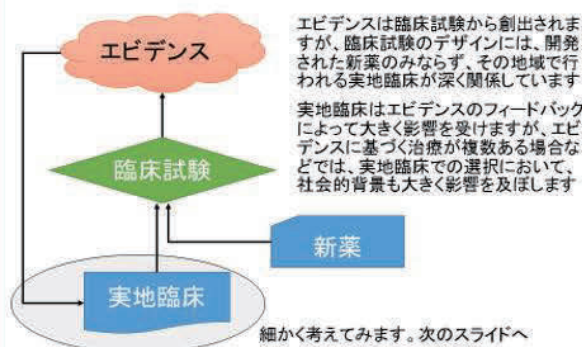 エビデンス
エビデンスは臨床試験から創出されま
すが、臨床試験のデザインには、開発
された新薬のみならず、その地域で行
われる実地臨床が深く関係しています
実地臨床はエビデンスのフィードバック
によって大きく影響を受けますが、エビ
デンスに基づく治療が複数ある場合な
どでは、実地臨床での選択において、
社会的背景も大きく影響を及ぼします
臨床試験
新薬
実地臨床
細かく考えてみます。次のスライドへ